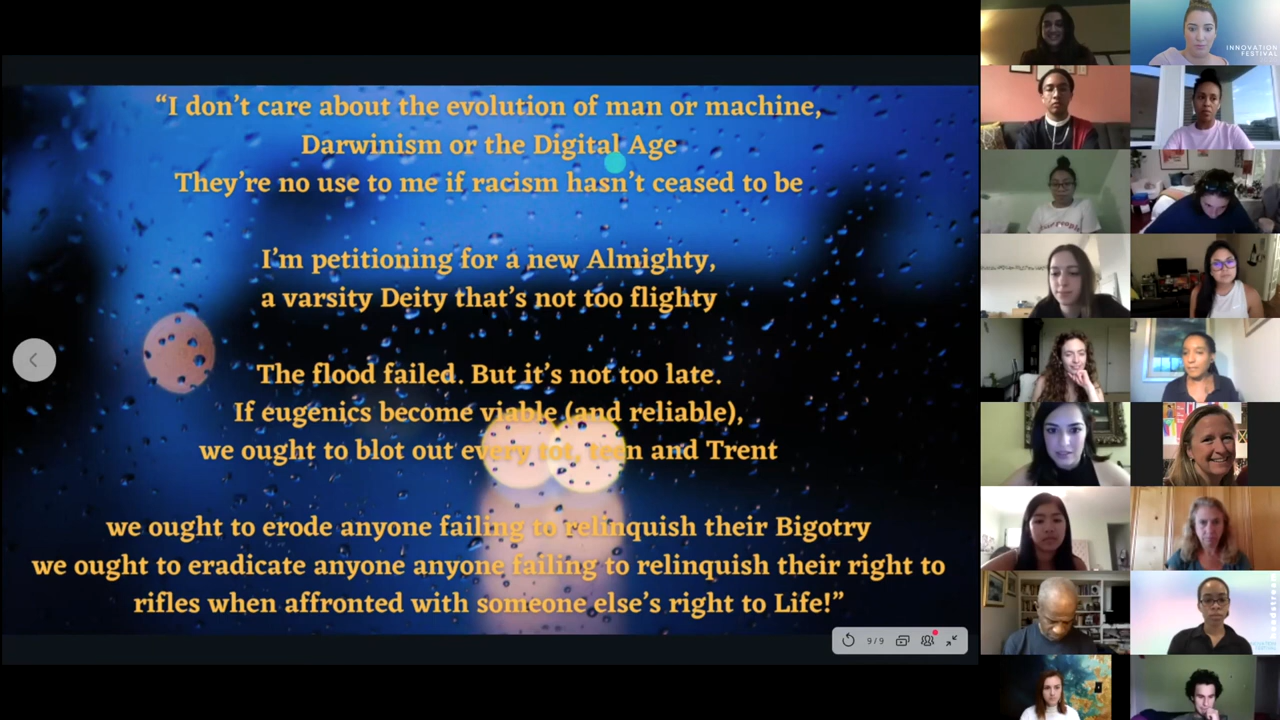 “I don’t care about the evolution of man or machine,
Darwinism or the Digital Age
They’re no use to me if racism hasn’t ceased to be
I’m petitioning for a new Almighty,
a varsity Deity that’s not too flighty
The flood failed. But it’s not too late.
If eugenics become viable (and reliable),
we ought to blot out every tot, teen and Trent
we ought to erode anyone failing to relinquish their Bigotry
we ought to eradicate anyone anyone failing to relinquish their right to
rifles when affronted with someone else’s right to Life!”
9/9
INNOVATION
FESTIVAL